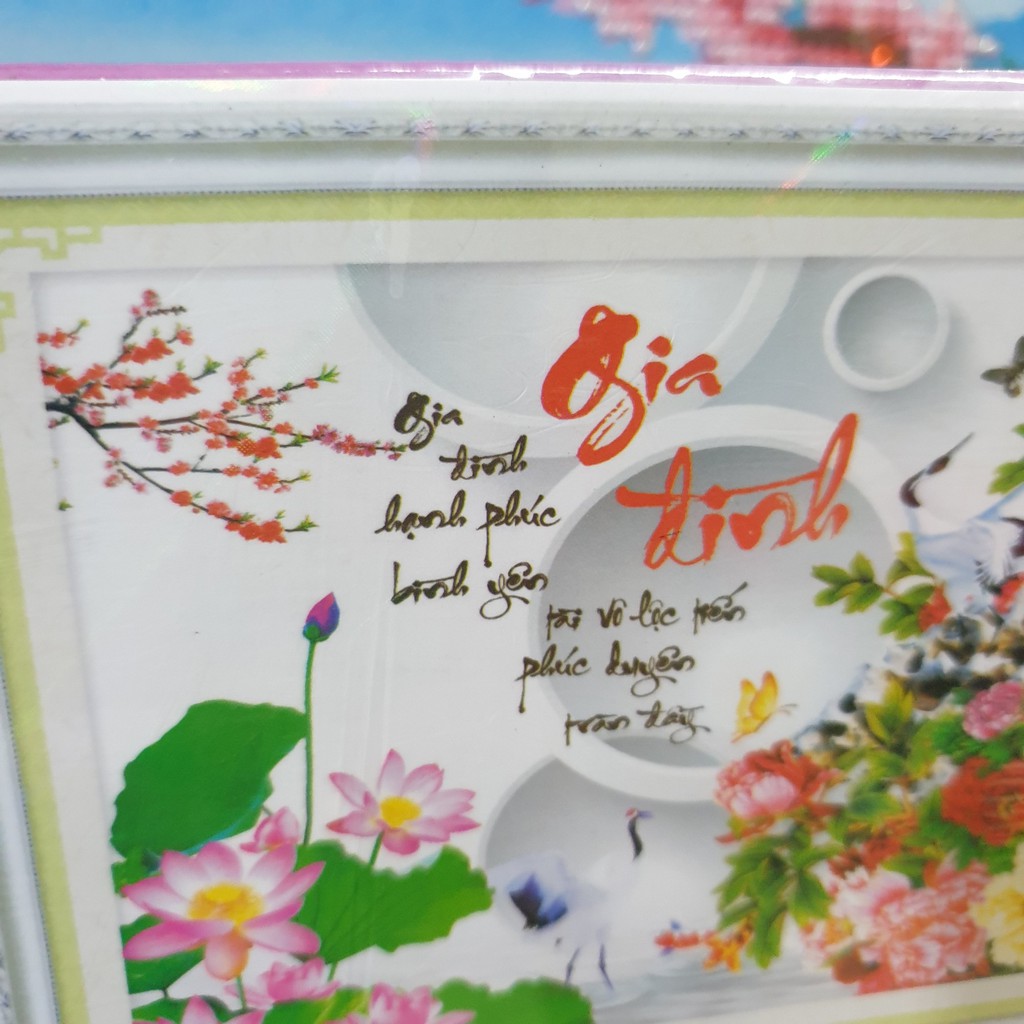 Gia
đình
Gia
đình
hạnh phúc
bình yên
tài vô lộc tiến
phúc duyên
tràn đầy